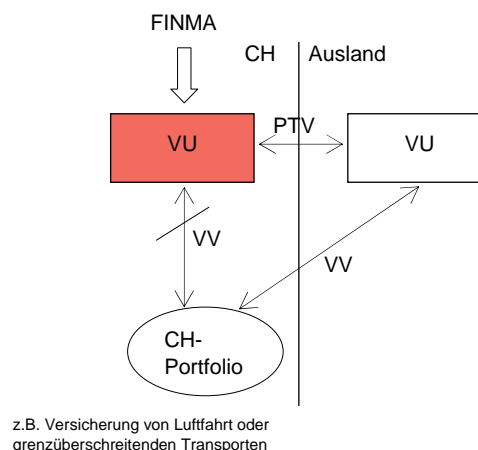 FINMA
CH
Ausland
PTV
VU
VU
VV
VV
CH-
Portfolio
z.B. Versicherung von Luftfahrt oder
grenzüberschreitenden Transporten